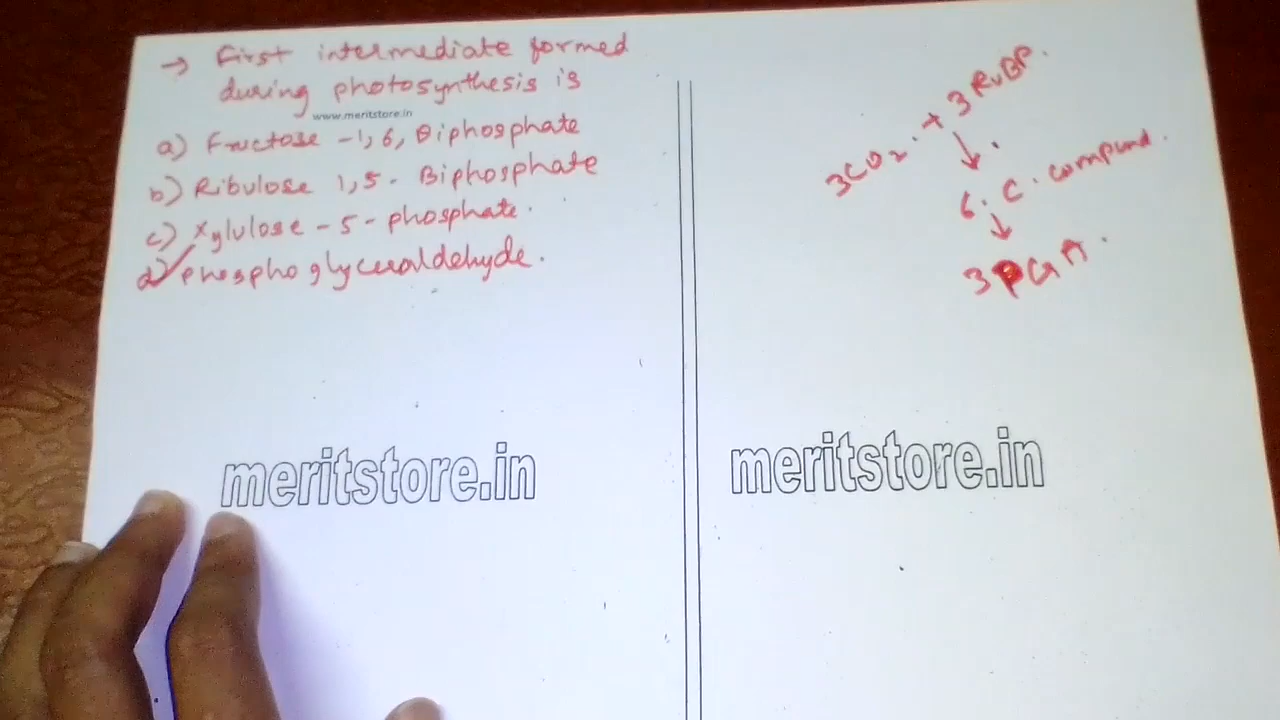 → First intermediate formed
during photosynthesis is
www.meritstore.in
a) Fructose -1, 6, Biphosphate
b) Ribulose 1, 5 - Biphosphate
c) Xylulose - 5 - phosphate.
d) phosphoglyceraldehyde.
3CO2. + 3 RuBP.
6. C. compound.
3PGA.
meritstore.in
meritstore.in